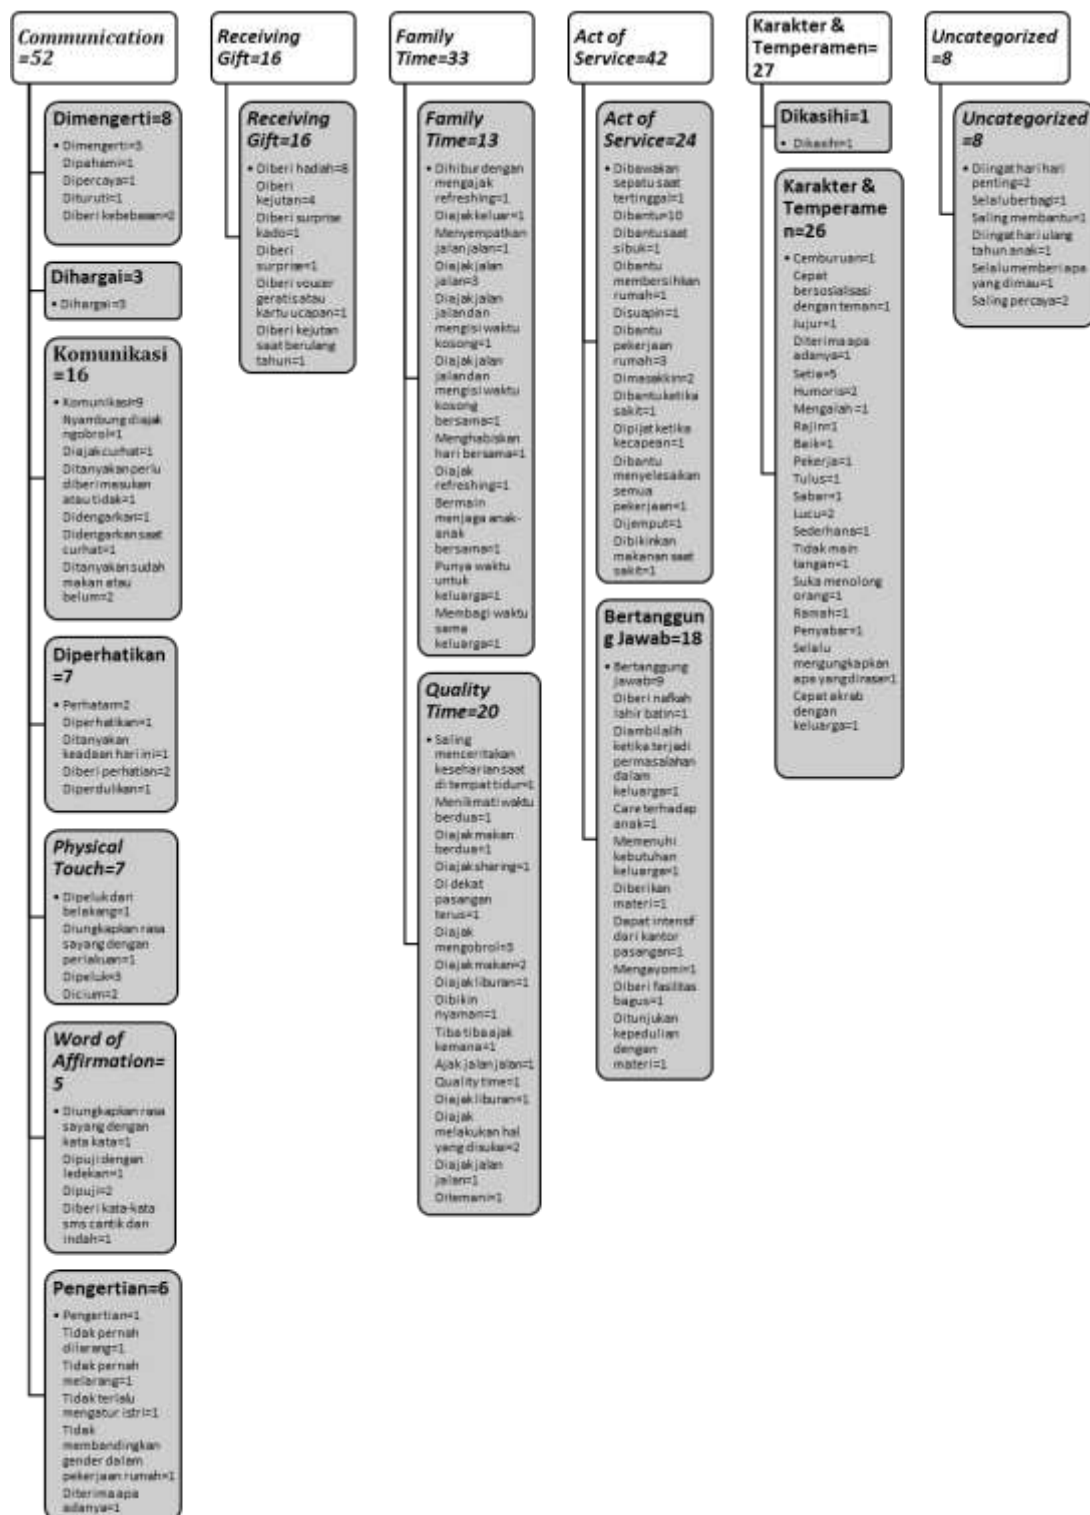 Communication
=52
Dimengerti=8
• Dimengerti=3
Dipahami=1
Dipercaya=1
Dituruti=1
Diberi kebebasan=2
Dihargai=3
• Dihargai=3
Komunikasi
=16
• Komunikasi=9
Nyambung diajak
ngobrol=1
Diajak curhat=1
Ditanyakan perlu
diberi masukan
atau tidak=1
Didengarkan=1
Didengarkan saat
curhat=1
Ditanyakan sudah
makan atau
belum=2
Diperhatikan
=7
• Perhatian=2
Diperhatikan=1
Ditanyakan
keadaan hari ini=1
Diberi perhatian=2
Diperdulikan=1
Physical
Touch=7
• Dipeluk dari
belakang=1
Diungkapkan rasa
sayang dengan
perlakuan=1
Dipeluk=3
Dicium=2
Word of
Affirmation=
5
• Diungkapkan rasa
sayang dengan
kata kata=1
Dipuji dengan
ledekan=1
Dipuji=2
Diberi kata-kata
sms cantik dan
indah=1
Pengertian=6
• Pengertian=1
Tidak pernah
dilarang=1
Tidak pernah
melarang=1
Tidak terlalu
mengatur istri=1
Tidak
membandingkan
gender dalam
pekerjaan rumah=1
Diterima apa
adanya=1
Receiving
Gift=16
Receiving
Gift=16
• Diberi hadiah=8
Diberi
kejutan=4
Diberi surprise
kado=1
Diberi
surprise=1
Diberi voucer
geratis atau
kartu ucapan=1
Diberi kejutan
saat berulang
tahun=1
Family
Time=33
Family
Time=13
• Dihibur dengan
mengajak
refreshing=1
Diajak keluar=1
Menyempatkan
jalan jalan=1
Diajak jalan
jalan=3
Diajak jalan
jalan dan
mengisi waktu
kosong=1
Diajak jalan
jalan dan
mengisi waktu
kosong
bersama=1
Menghabiskan
hari bersama=1
Diajak
refreshing=1
Bermain
menjaga anak-
anak
bersama=1
Punya waktu
untuk
keluarga=1
Membagi waktu
sama
keluarga=1
Quality
Time=20
• Saling
menceritakan
keseharian saat
di tempat tidur=1
Menikmati waktu
berdua=1
Diajak makan
berdua=1
Diajak sharing=1
Di dekat
pasangan
terus=1
Diajak
mengobrol=3
Diajak makan=2
Diajak liburan=1
Dibikin
nyaman=1
Tiba tiba ajak
kemana=1
Ajak jalan jalan=1
Quality time=1
Diajak liburan=1
Diajak
melakukan hal
yang disukai=2
Diajak jalan
jalan=1
Ditemani=1
Act of
Service=42
Act of
Service=24
• Dibawakan
sepatu saat
tertinggal=1
Dibantu=10
Dibantu saat
sibuk=1
Dibantu
membersihkan
rumah=1
Disuapin=1
Dibantu
pekerjaan
rumah=3
Dimasakkin=2
Dibantu ketika
sakit=1
Dipijat ketika
kecapean=1
Dibantu
menyelesaikan
semua
pekerjaan=1
Dijemput=1
Dibikinkan
makanan saat
sakit=1
Bertanggun
g Jawab=18
• Bertanggung
jawab=9
Diberi nafkah
lahir batin=1
Diambil alih
ketika terjadi
permasalahan
dalam
keluarga=1
Care terhadap
anak=1
Memenuhi
kebutuhan
keluarga=1
Diberikan
materi=1
Dapat intensif
dari kantor
pasangan=1
Mengayomi=1
Diberi fasilitas
bagus=1
Ditunjukan
kepedulian
dengan
materi=1
Karakter &
Temperamen=
27
Dikasihi=1
• Dikasihi=1
Karakter &
Temperame
n=26
• Cemburuan=1
Cepat
bersosialisasi
dengan teman=1
Jujur=1
Diterima apa
adanya=1
Setia=5
Humoris=2
Mengalah=1
Rajin=1
Baik=1
Pekerja=1
Tulus=1
Sabar=1
Lucu=2
Sederhana=1
Tidak main
tangan=1
Suka menolong
orang=1
Ramah=1
Penyabar=1
Selalu
mengungkapkan
apa yang dirasa=1
Cepat akrab
dengan
keluarga=1
Uncategorized
=8
Uncategorized
=8
• Diingat hari hari
penting=2
Selalu berbagi=1
Saling membantu=1
Diingat hari ulang
tahun anak=1
Selalu memberi apa
yang dimau=1
Saling percaya=2